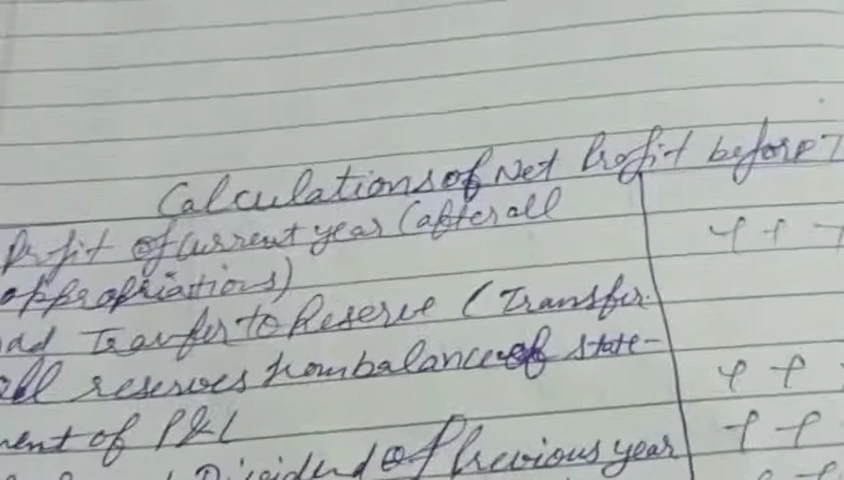 Calculations of Net Profit before T
Profit of current year (after all
appropriations)
Add Transfer to Reserve (Transfer
all reserves from balance of state-
ment of P&L
Dividend of Previous year